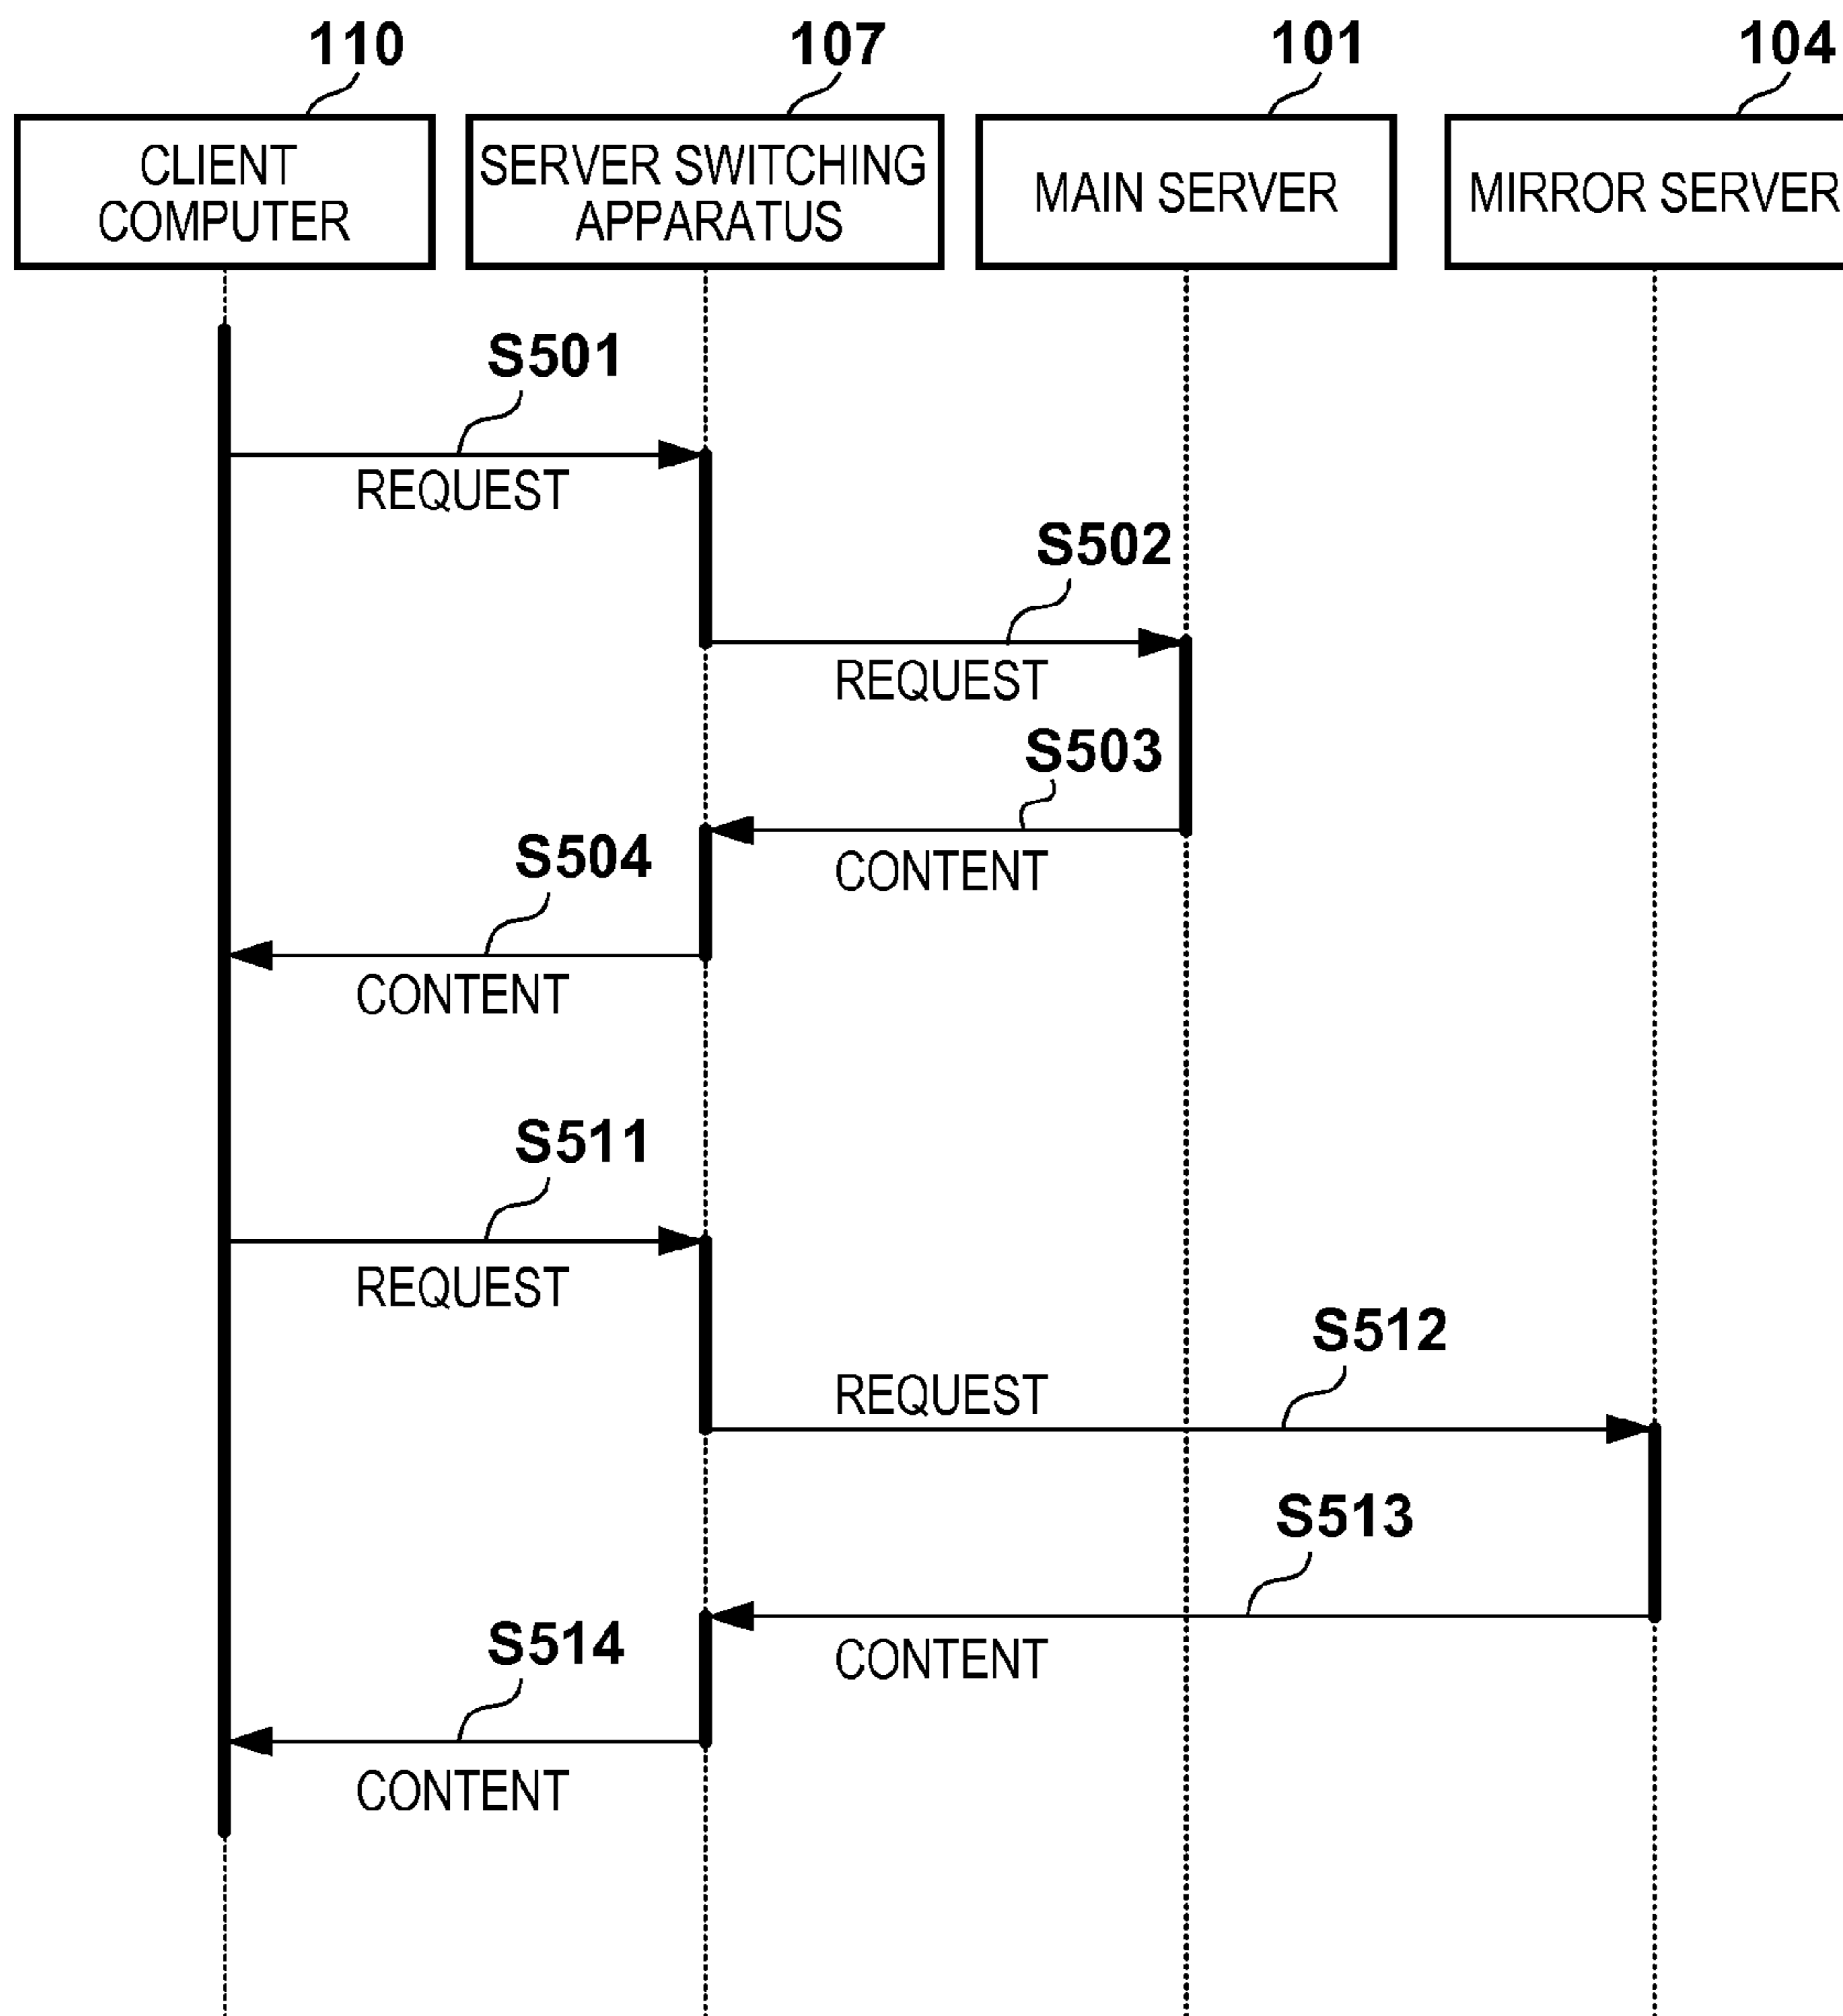 110
107
101
104
CLIENT
COMPUTER
SERVER SWITCHING
APPARATUS
MAIN SERVER
MIRROR SERVER
S501
REQUEST
S502
REQUEST
S503
CONTENT
S504
CONTENT
S511
REQUEST
S512
REQUEST
S513
CONTENT
S514
CONTENT